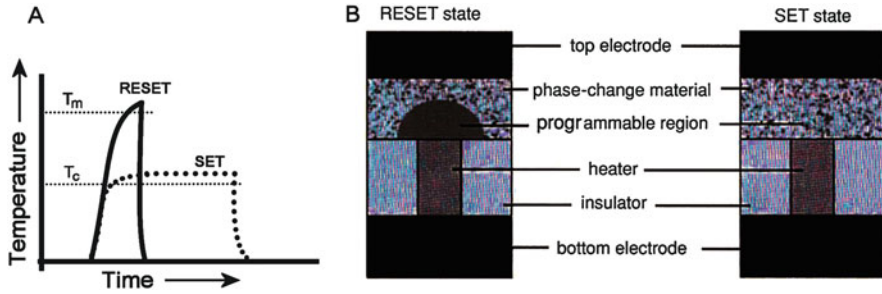 A
Temperature
Tm
Tc
RESET
SET
Time
B
RESET state
SET state
top electrode
phase-change material
programmable region
heater
insulator
bottom electrode